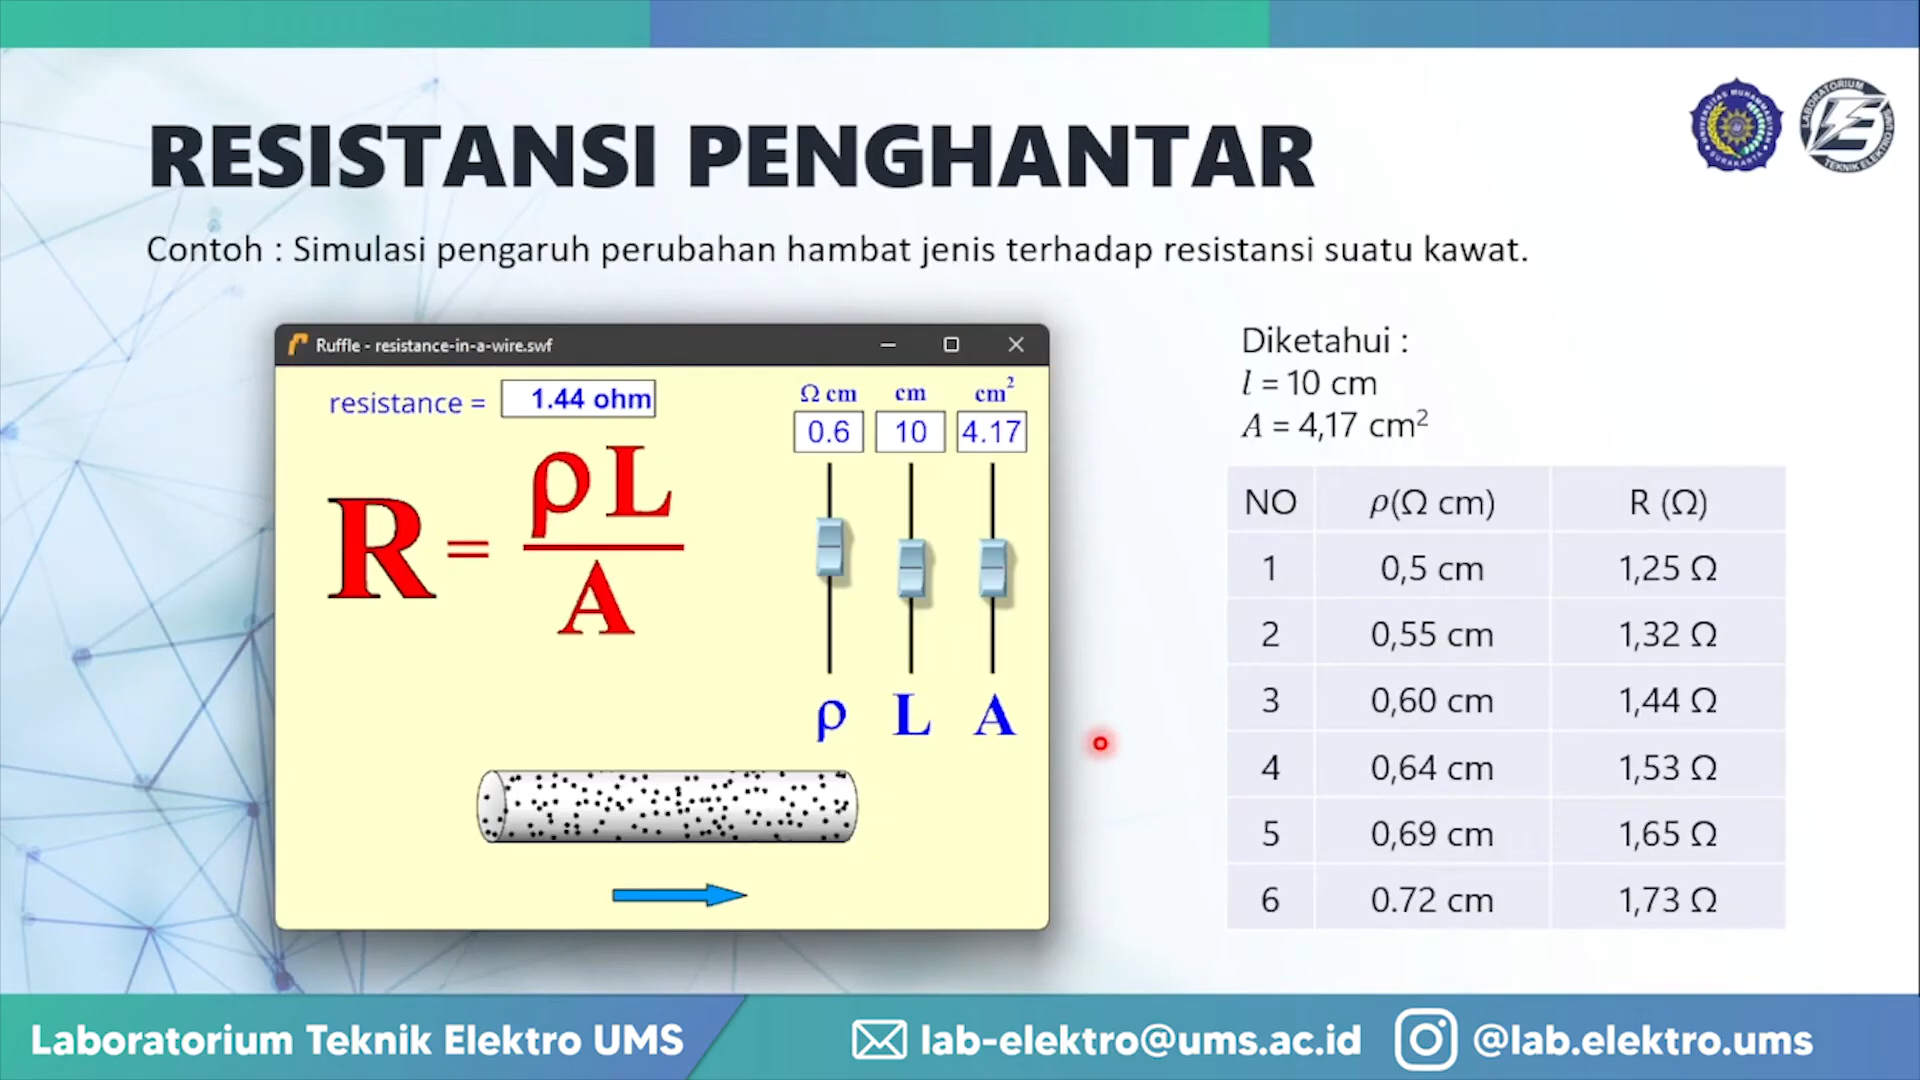 RESISTANSI PENGHANTAR
Contoh : Simulasi pengaruh perubahan hambat jenis terhadap resistansi suatu kawat.
Ruffle - resistance-in-a-wire.swf
resistance = 1.44 ohm
Ω cm cm cm²
0.6 10 4.17
R = ρL / A
ρ L A
Diketahui :
l = 10 cm
A = 4,17 cm²
NO ρ(Ω cm) R (Ω)
1 0,5 cm 1,25 Ω
2 0,55 cm 1,32 Ω
3 0,60 cm 1,44 Ω
4 0,64 cm 1,53 Ω
5 0,69 cm 1,65 Ω
6 0.72 cm 1,73 Ω
Laboratorium Teknik Elektro UMS
lab-elektro@ums.ac.id
@lab.elektro.ums